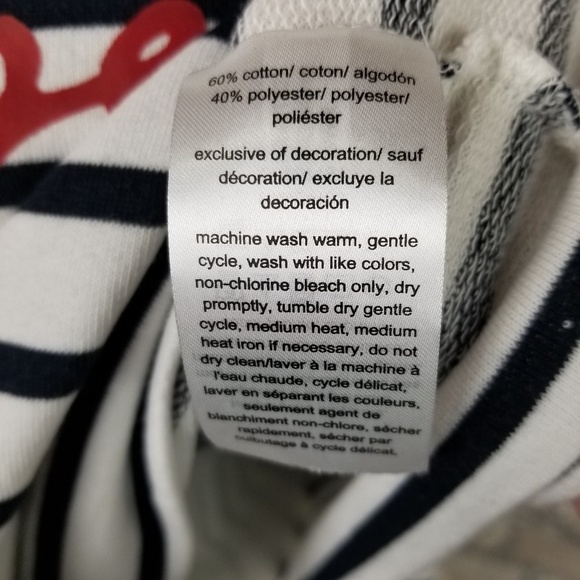 60% cotton/ coton/ algodón
40% polyester/ polyester/
poliéster
exclusive of decoration/ sauf
décoration/ excluye la
decoración
machine wash warm, gentle
cycle, wash with like colors,
non-chlorine bleach only, dry
promptly, tumble dry gentle
cycle, medium heat, medium
heat iron if necessary, do not
dry clean/laver à la machine à
l'eau chaude, cycle délicat,
laver en séparant les couleurs,
seulement agent de
blanchiment non-chlore, sécher
rapidement, sécher par
culbutage à cycle délicat,